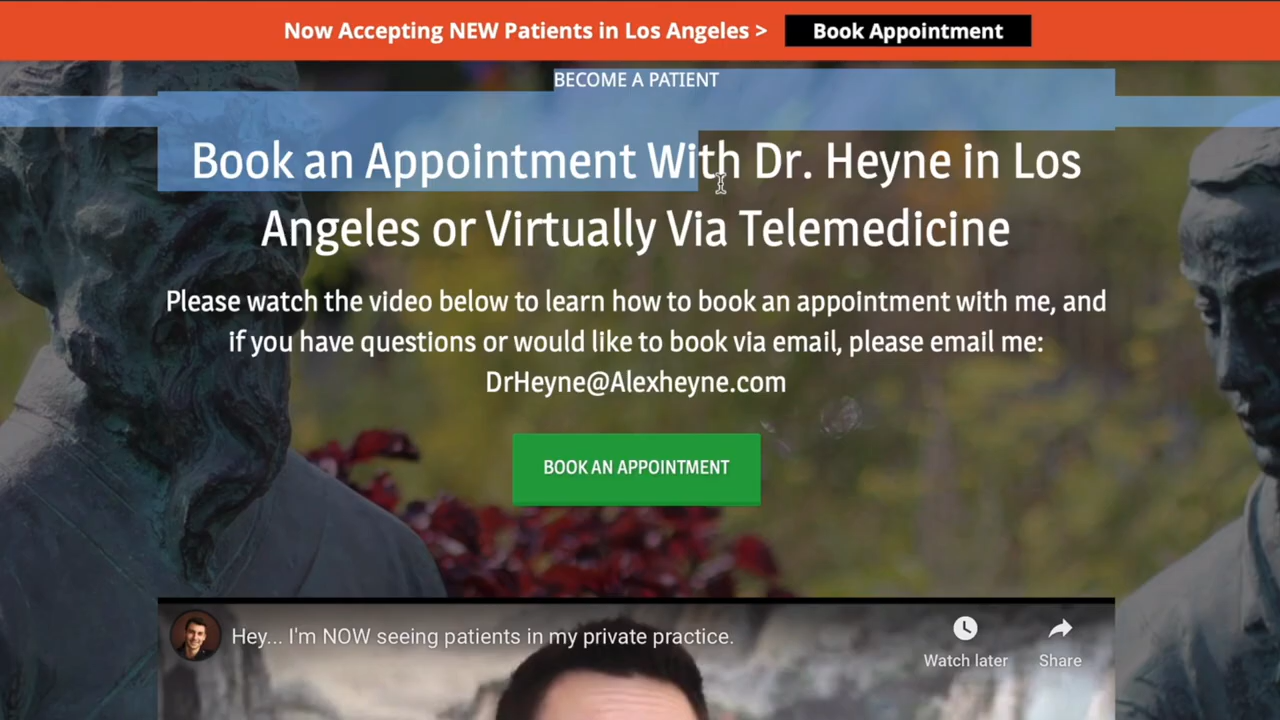 Now Accepting NEW Patients in Los Angeles >
Book Appointment
BECOME A PATIENT
Book an Appointment With Dr. Heyne in Los
Angeles or Virtually Via Telemedicine
Please watch the video below to learn how to book an appointment with me, and
if you have questions or would like to book via email, please email me:
DrHeyne@Alexheyne.com
BOOK AN APPOINTMENT
Hey... I'm NOW seeing patients in my private practice.
Watch later
Share